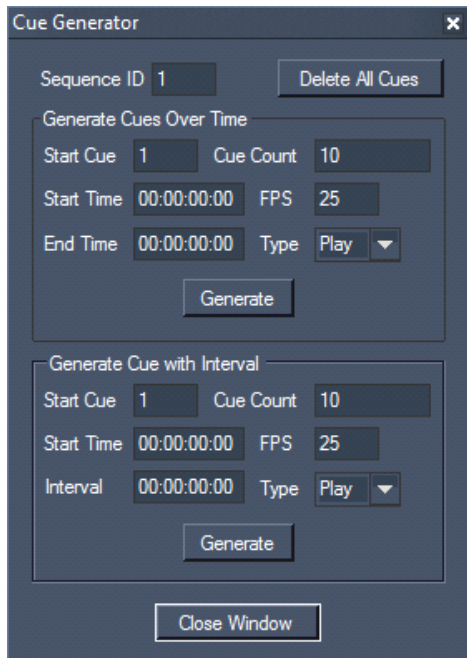 Cue Generator
Sequence ID 1 Delete All Cues
Generate Cues Over Time
Start Cue 1 Cue Count 10
Start Time 00:00:00:00 FPS 25
End Time 00:00:00:00 Type Play
Generate
Generate Cue with Interval
Start Cue 1 Cue Count 10
Start Time 00:00:00:00 FPS 25
Interval 00:00:00:00 Type Play
Generate
Close Window